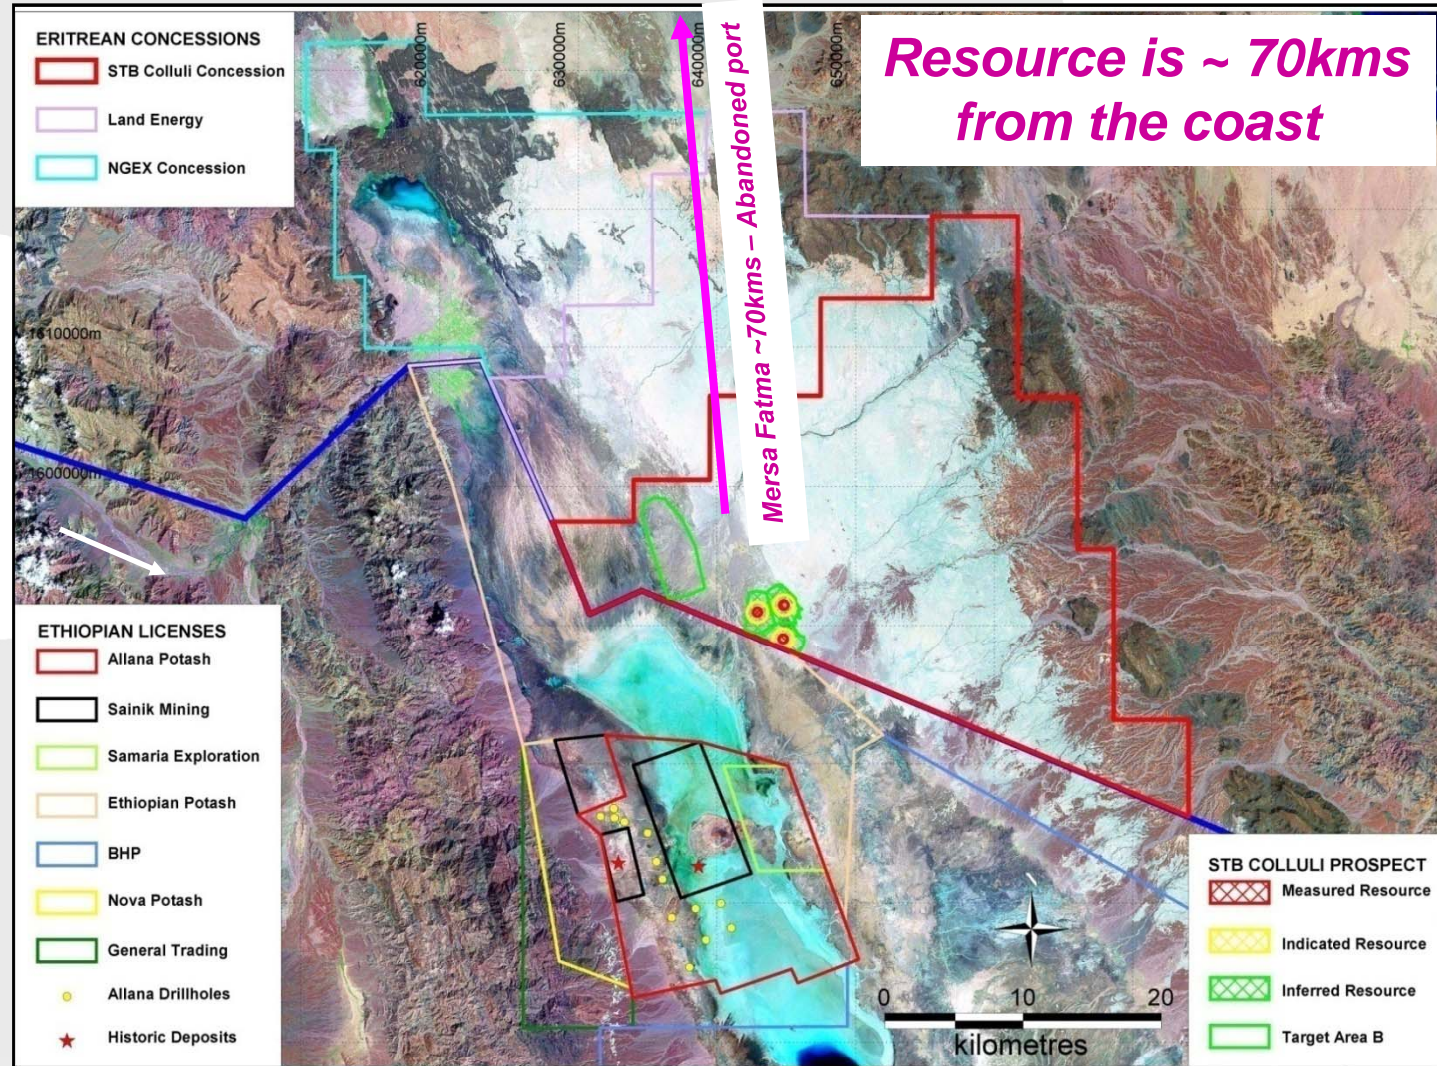 ERITREAN CONCESSIONS
STB Colluli Concession
Land Energy
NGEX Concession
620000m
630000m
640000m
650000m
Mersa Fatma ~70kms – Abandoned port
Resource is ~ 70kms
from the coast
1610000m
1600000m
ETHIOPIAN LICENSES
Allana Potash
Sainik Mining
Samaria Exploration
Ethiopian Potash
BHP
Nova Potash
General Trading
Allana Drillholes
Historic Deposits
0 10 20
kilometres
STB COLLULI PROSPECT
Measured Resource
Indicated Resource
Inferred Resource
Target Area B